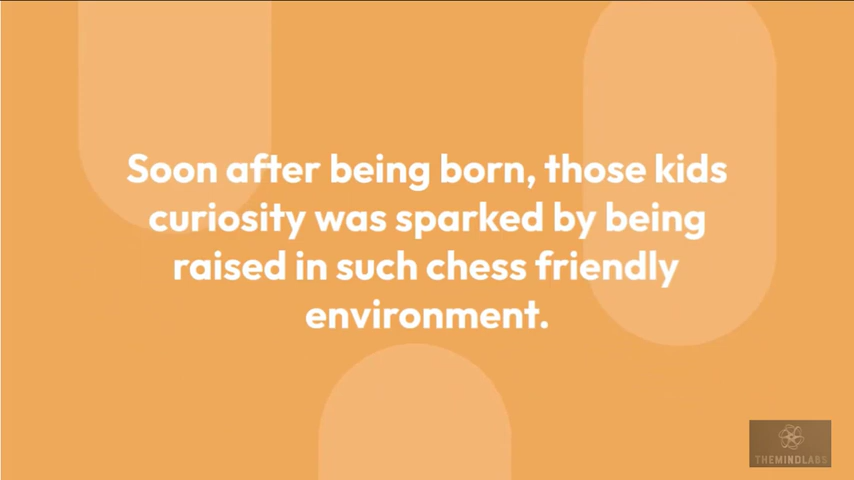 Soon after being born, those kids
curiosity was sparked by being
raised in such chess friendly
environment.
THEMINDLABS